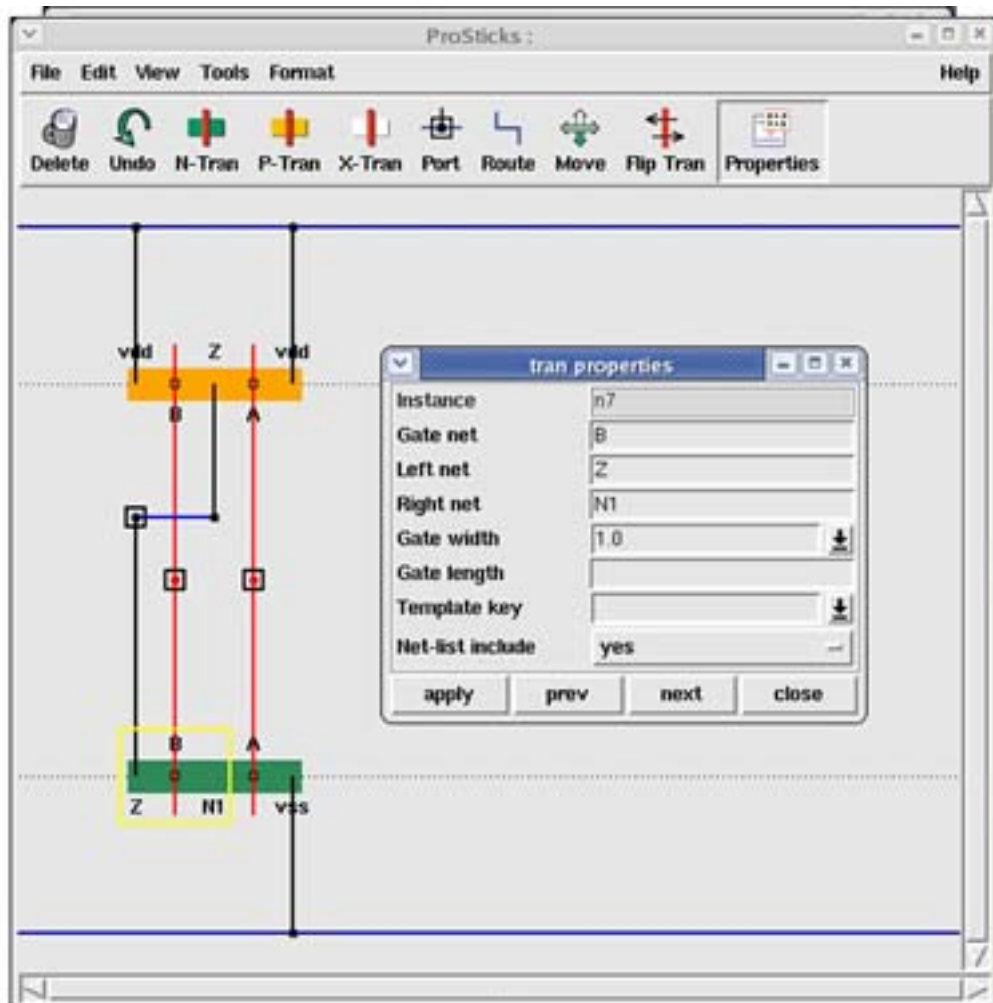 ProSticks :
File Edit View Tools Format Help
Delete Undo N-Tran P-Tran X-Tran Port Route Move Flip Tran Properties
vdd Z vdd
B A
tran properties
Instance n7
Gate net B
Left net Z
Right net N1
Gate width 1.0
Gate length
Template key
Net-list include yes
apply prev next close
B A
Z N1 vss